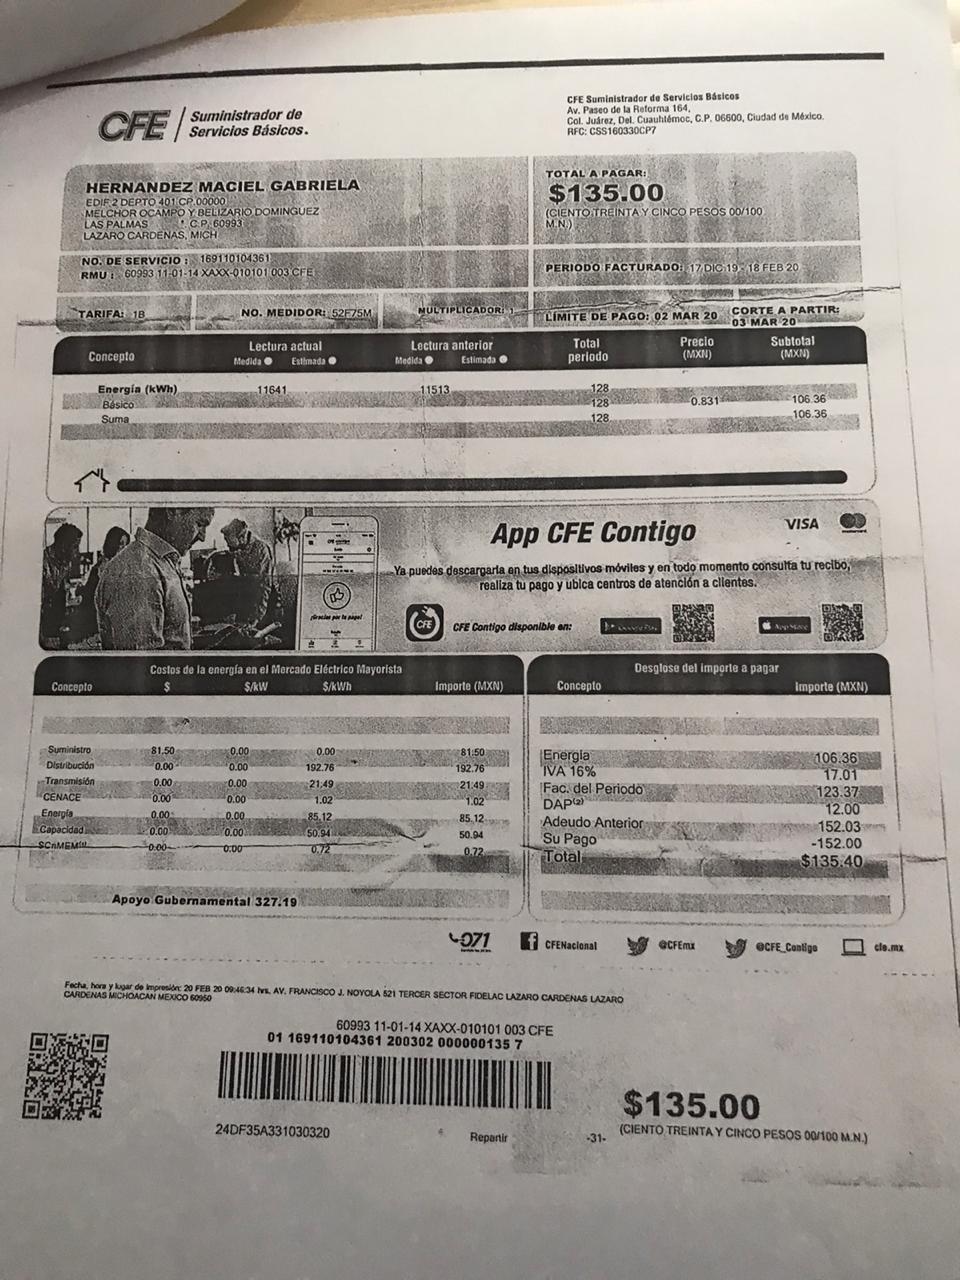 CFE Suministrador de
Servicios Básicos.
CFE Suministrador de Servicios Básicos
Av. Paseo de la Reforma 164,
Col. Juárez, Del. Cuauhtémoc, C.P. 06600, Ciudad de México.
RFC: CSS160330CP7
HERNANDEZ MACIEL GABRIELA
EDIF 2 DEPTO 401 CP.00000
MELCHOR OCAMPO Y BELIZARIO DOMINGUEZ
LAS PALMAS C.P. 60993
LAZARO CARDENAS, MICH
TOTAL A PAGAR:
$135.00
(CIENTO TREINTA Y CINCO PESOS 00/100
M.N.)
NO. DE SERVICIO : 169110104361
RMU : 60993 11-01-14 XAXX-010101 003 CFE
PERIODO FACTURADO: 17 DIC 19 - 18 FEB 20
TARIFA: 1B NO. MEDIDOR: 52F75M MULTIPLICADOR: 1 LÍMITE DE PAGO: 02 MAR 20 CORTE A PARTIR:
03 MAR 20
Concepto Lectura actual Lectura anterior Total periodo Precio (MXN) Subtotal (MXN)
Medida Estimada Medida Estimada
Energía (kWh) 11641 11513 128
Básico 128 0.831 106.36
Suma 128 106.36
App CFE Contigo
VISA
Ya puedes descargarla en tus dispositivos móviles y en todo momento consulta tu recibo,
realiza tu pago y ubica centros de atención a clientes.
¡Gracias por tu pago!
CFE
CFE Contigo disponible en: Google Play App Store
Costos de la energía en el Mercado Eléctrico Mayorista
Concepto $ $/kW $/kWh Importe (MXN)
Suministro 81.50 0.00 0.00 81.50
Distribución 0.00 0.00 192.76 192.76
Transmisión 0.00 0.00 21.49 21.49
CENACE 0.00 0.00 1.02 1.02
Energía 0.00 0.00 85.12 85.12
Capacidad 0.00 0.00 50.94 50.94
SCnMEM(1) 0.00 0.00 0.72 0.72
Apoyo Gubernamental 327.19
Desglose del importe a pagar
Concepto Importe (MXN)
Energía 106.36
IVA 16% 17.01
Fac. del Periodo 123.37
DAP(2) 12.00
Adeudo Anterior 152.03
Su Pago -152.00
Total $135.40
071 CFENacional @CFEmx @CFE_Contigo cfe.mx
Fecha, hora y lugar de impresión: 20 FEB 20 09:46:34 hrs. AV. FRANCISCO J. NOYOLA 521 TERCER SECTOR FIDELAC LAZARO CARDENAS LAZARO
CARDENAS MICHOACAN MEXICO 60950
60993 11-01-14 XAXX-010101 003 CFE
01 169110104361 200302 000000135 7
24DF35A331030320
Repartir
-31-
$135.00
(CIENTO TREINTA Y CINCO PESOS 00/100 M.N.)